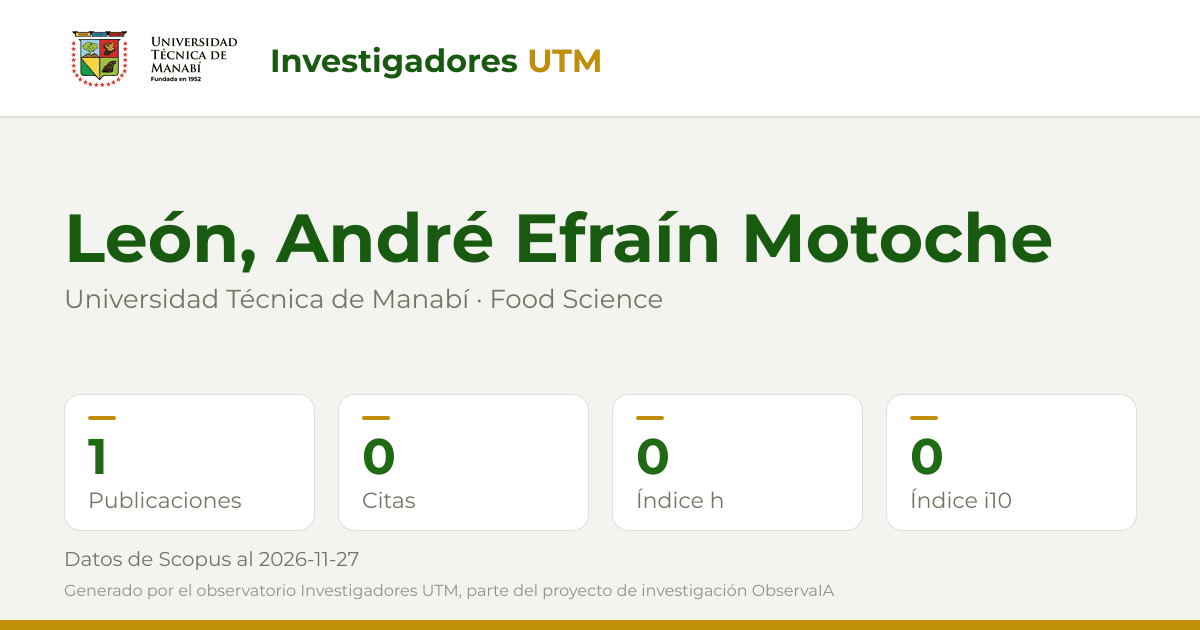 UNIVERSIDAD
TÉCNICA DE
MANABÍ
Fundada en 1952
Investigadores UTM
León, André Efraín Motoche
Universidad Técnica de Manabí · Food Science
1
Publicaciones
0
Citas
0
Índice h
0
Índice i10
Datos de Scopus al 2026-11-27
Generado por el observatorio Investigadores UTM, parte del proyecto de investigación ObservaIA